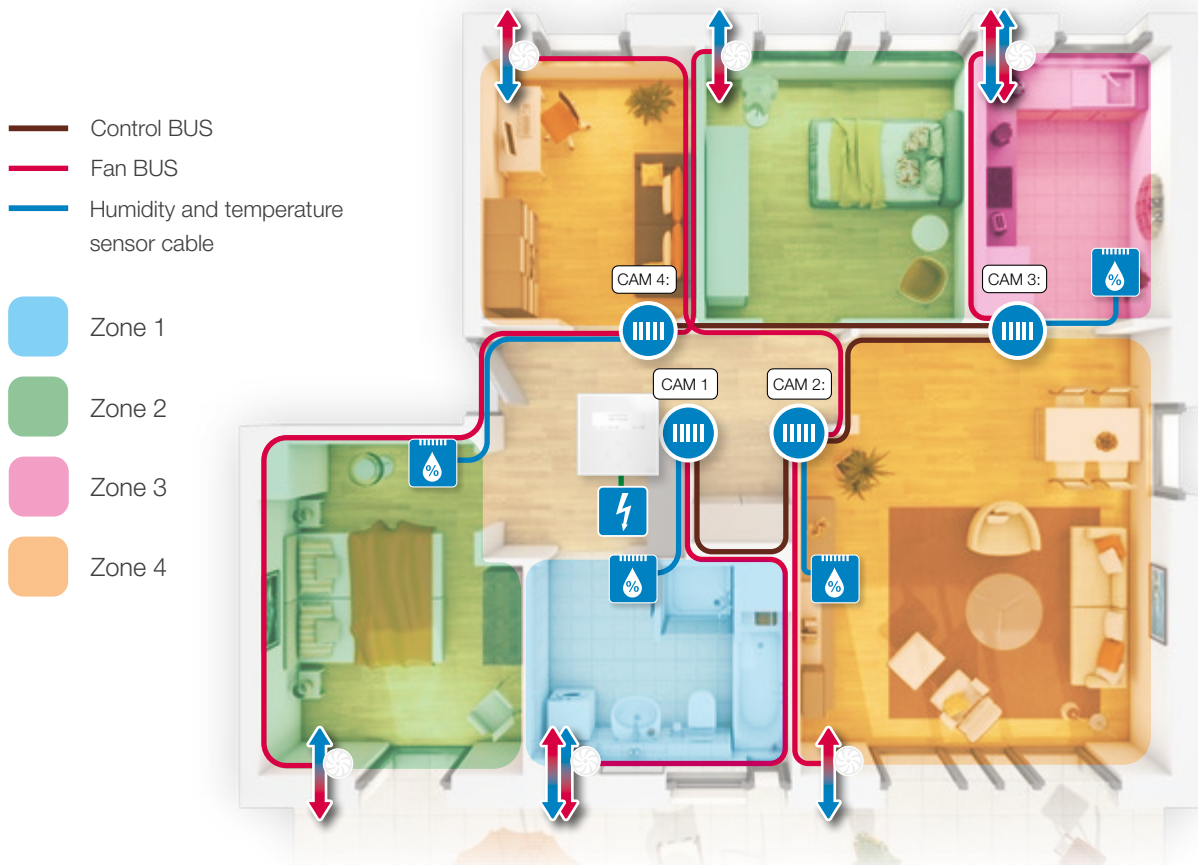 Control BUS
Fan BUS
Humidity and temperature
sensor cable
Zone 1
Zone 2
Zone 3
Zone 4
CAM 4:
CAM 3:
CAM 1
CAM 2:
%
%
%
%